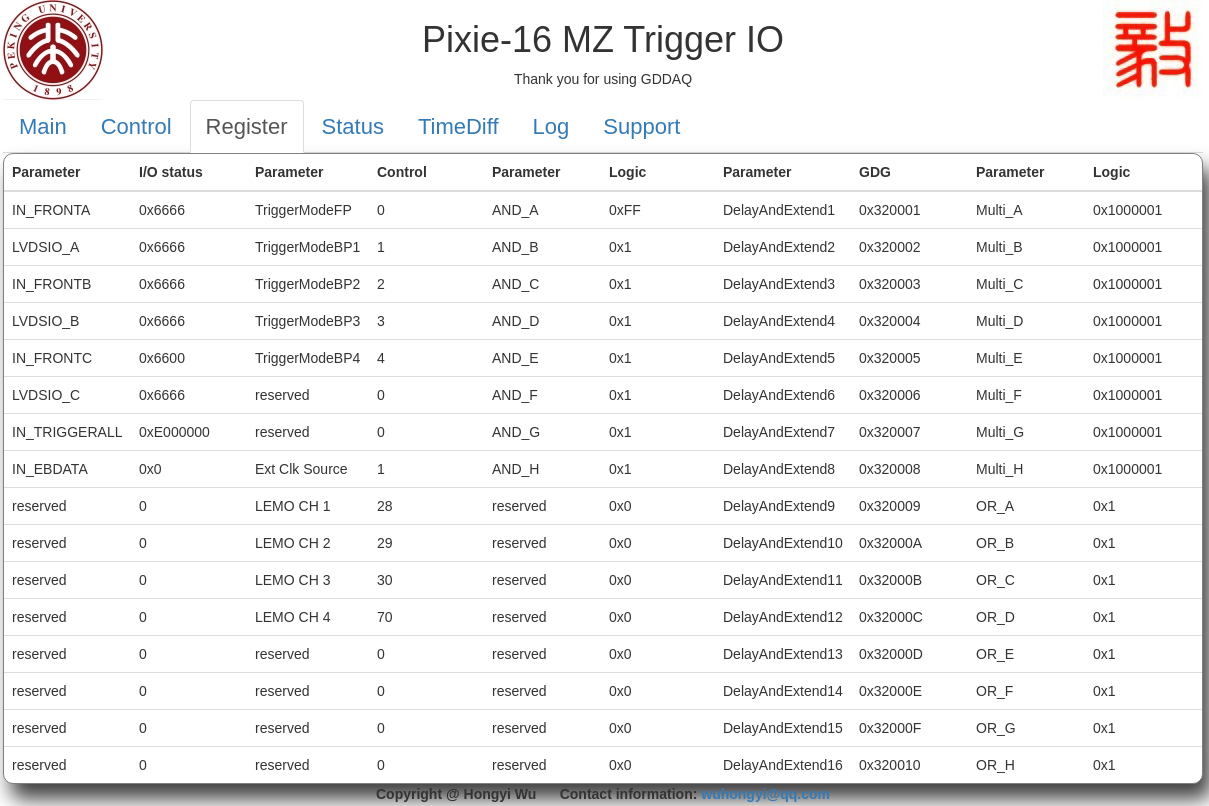 PEKING UNIVERSITY
1898
Pixie-16 MZ Trigger IO
毅
Thank you for using GDDAQ
Main Control Register Status TimeDiff Log Support
Parameter I/O status Parameter Control Parameter Logic Parameter GDG Parameter Logic
IN_FRONTA 0x6666 TriggerModeFP 0 AND_A 0xFF DelayAndExtend1 0x320001 Multi_A 0x1000001
LVDSIO_A 0x6666 TriggerModeBP1 1 AND_B 0x1 DelayAndExtend2 0x320002 Multi_B 0x1000001
IN_FRONTB 0x6666 TriggerModeBP2 2 AND_C 0x1 DelayAndExtend3 0x320003 Multi_C 0x1000001
LVDSIO_B 0x6666 TriggerModeBP3 3 AND_D 0x1 DelayAndExtend4 0x320004 Multi_D 0x1000001
IN_FRONTC 0x6600 TriggerModeBP4 4 AND_E 0x1 DelayAndExtend5 0x320005 Multi_E 0x1000001
LVDSIO_C 0x6666 reserved 0 AND_F 0x1 DelayAndExtend6 0x320006 Multi_F 0x1000001
IN_TRIGGERALL 0xE000000 reserved 0 AND_G 0x1 DelayAndExtend7 0x320007 Multi_G 0x1000001
IN_EBDATA 0x0 Ext Clk Source 1 AND_H 0x1 DelayAndExtend8 0x320008 Multi_H 0x1000001
reserved 0 LEMO CH 1 28 reserved 0x0 DelayAndExtend9 0x320009 OR_A 0x1
reserved 0 LEMO CH 2 29 reserved 0x0 DelayAndExtend10 0x32000A OR_B 0x1
reserved 0 LEMO CH 3 30 reserved 0x0 DelayAndExtend11 0x32000B OR_C 0x1
reserved 0 LEMO CH 4 70 reserved 0x0 DelayAndExtend12 0x32000C OR_D 0x1
reserved 0 reserved 0 reserved 0x0 DelayAndExtend13 0x32000D OR_E 0x1
reserved 0 reserved 0 reserved 0x0 DelayAndExtend14 0x32000E OR_F 0x1
reserved 0 reserved 0 reserved 0x0 DelayAndExtend15 0x32000F OR_G 0x1
reserved 0 reserved 0 reserved 0x0 DelayAndExtend16 0x320010 OR_H 0x1
Copyright @ Hongyi Wu Contact information: wuhongyi@qq.com